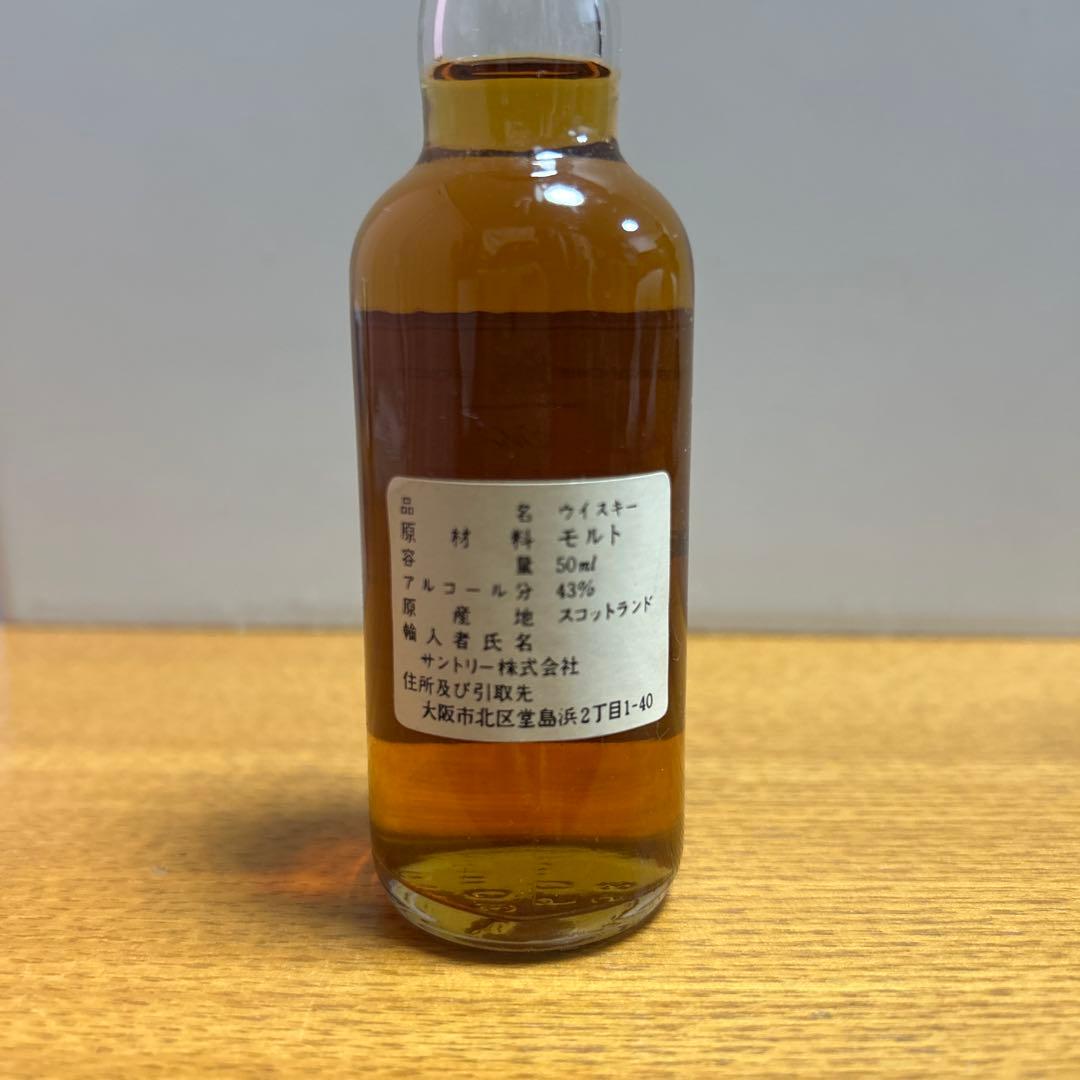 品名 ウイスキー
原材料 モルト
容量 50ml
アルコール分 43%
原産地 スコットランド
輸入者氏名
サントリー株式会社
住所及び引取先
大阪市北区堂島浜2丁目1-40